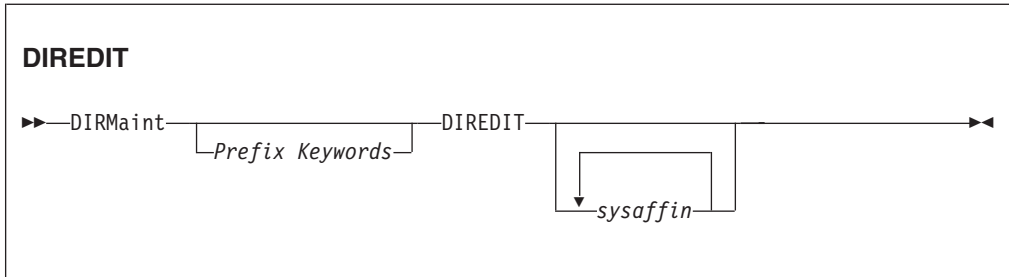 DIREDIT
DIRMaint DIREDIT
Prefix Keywords
sysaffin